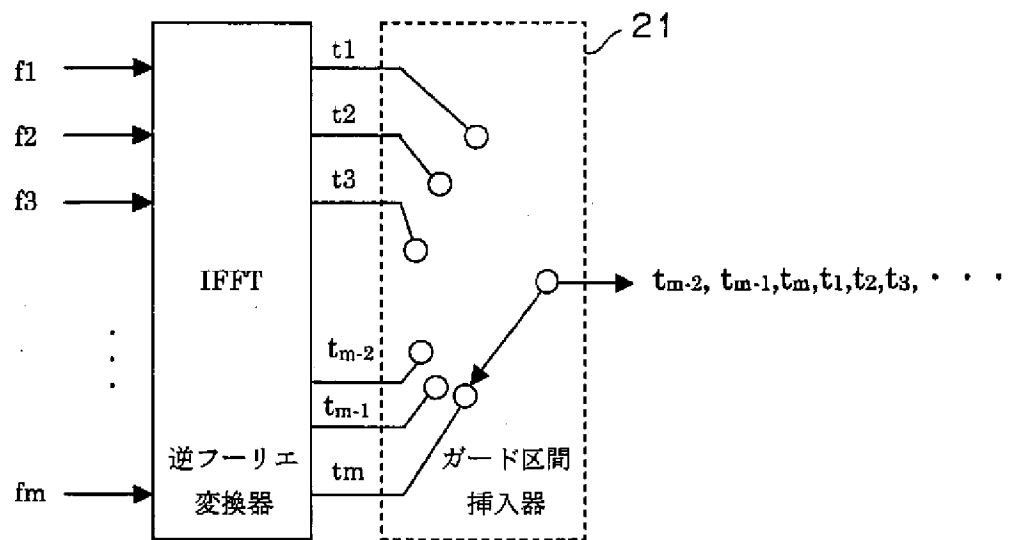 21
f1
t1
f2
t2
f3
t3
IFFT
tm-2, tm-1,tm,t1,t2,t3,・・・
tm-2
tm-1
fm
逆フーリエ
変換器
tm
ガード区間
挿入器